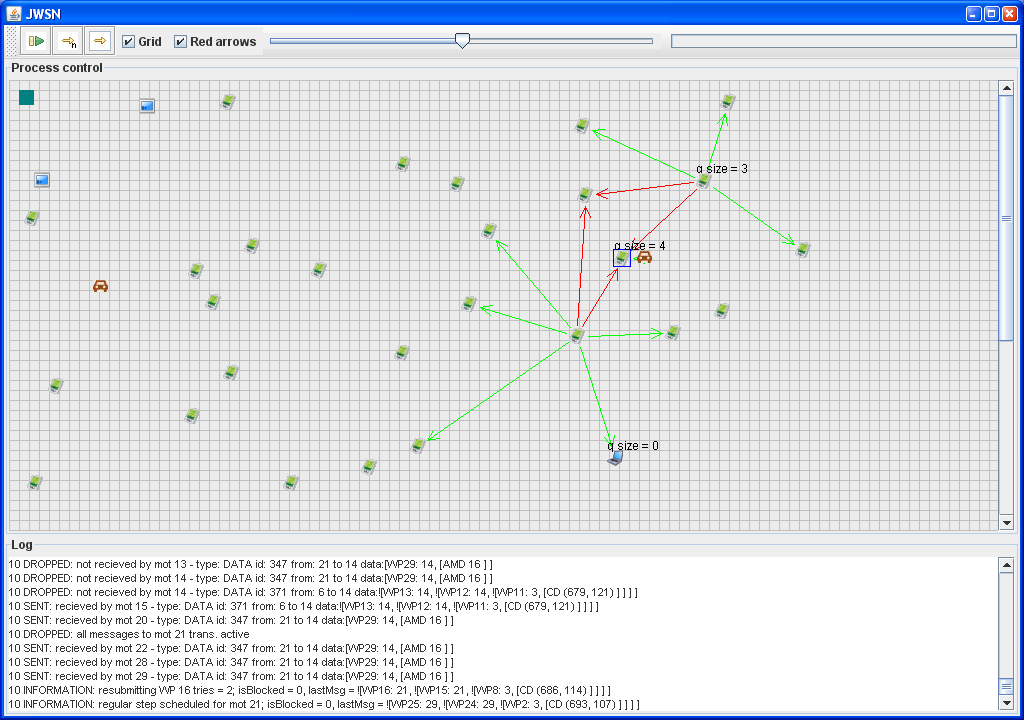 JWSN
Grid
Red arrows
Process control
q size = 3
q size = 4
q size = 0
Log
10 DROPPED: not recieved by mot 13 - type: DATA id: 347 from: 21 to 14 data:[WP29: 14, [AMD 16 ] ]
10 DROPPED: not recieved by mot 14 - type: DATA id: 347 from: 21 to 14 data:[WP29: 14, [AMD 16 ] ]
10 DROPPED: not recieved by mot 14 - type: DATA id: 371 from: 6 to 14 data:![WP13: 14, ![WP12: 14, ![WP11: 3, [CD (679, 121) ] ] ] ]
10 SENT: recieved by mot 15 - type: DATA id: 371 from: 6 to 14 data:![WP13: 14, ![WP12: 14, ![WP11: 3, [CD (679, 121) ] ] ] ]
10 SENT: recieved by mot 20 - type: DATA id: 347 from: 21 to 14 data:[WP29: 14, [AMD 16 ] ]
10 DROPPED: all messages to mot 21 trans. active
10 SENT: recieved by mot 22 - type: DATA id: 347 from: 21 to 14 data:[WP29: 14, [AMD 16 ] ]
10 SENT: recieved by mot 28 - type: DATA id: 347 from: 21 to 14 data:[WP29: 14, [AMD 16 ] ]
10 SENT: recieved by mot 29 - type: DATA id: 347 from: 21 to 14 data:[WP29: 14, [AMD 16 ] ]
10 INFORMATION: resubmitting WP 16 tries = 2; isBlocked = 0, lastMsg = ![WP16: 21, ![WP15: 21, ![WP8: 3, [CD (686, 114) ] ] ] ]
10 INFORMATION: regular step scheduled for mot 21; isBlocked = 0, lastMsg = ![WP25: 29, ![WP24: 29, ![WP2: 3, [CD (693, 107) ] ] ] ]